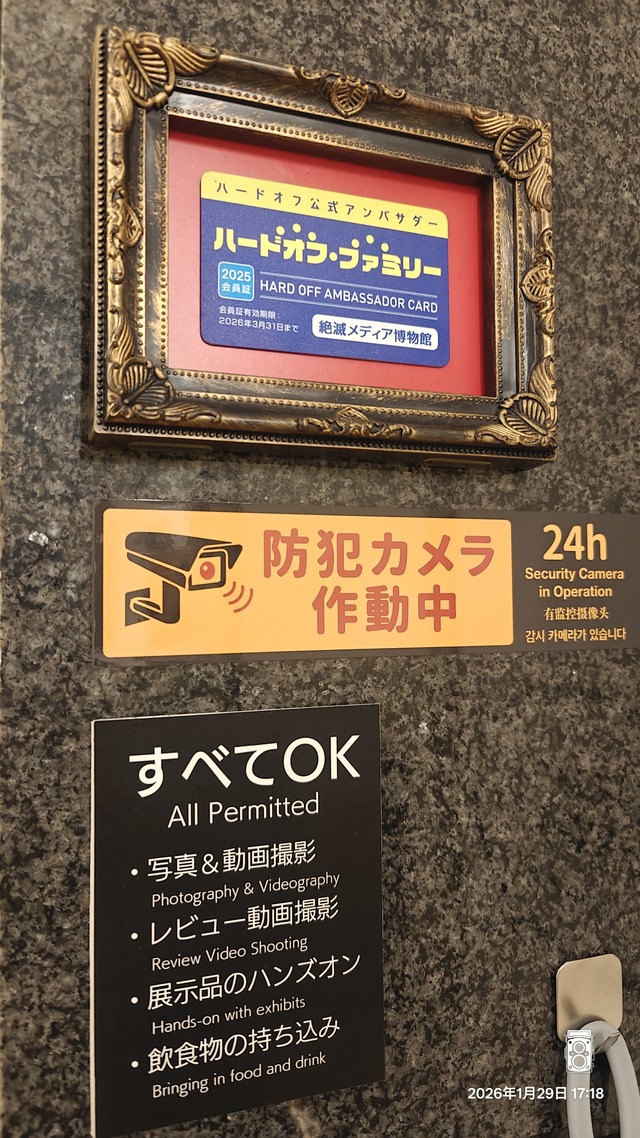 ハードオフ公式アンバサダー
ハードオフ・ファミリー
2025
会員証
HARD OFF AMBASSADOR CARD
会員証有効期限：
2026年3月31日まで
絶滅メディア博物館
防犯カメラ
作動中
24h
Security Camera
in Operation
有监控摄像头
감시 카메라가 있습니다
すべてOK
All Permitted
・写真＆動画撮影
Photography & Videography
・レビュー動画撮影
Review Video Shooting
・展示品のハンズオン
Hands-on with exhibits
・飲食物の持ち込み
Bringing in food and drink
2026年1月29日 17:18